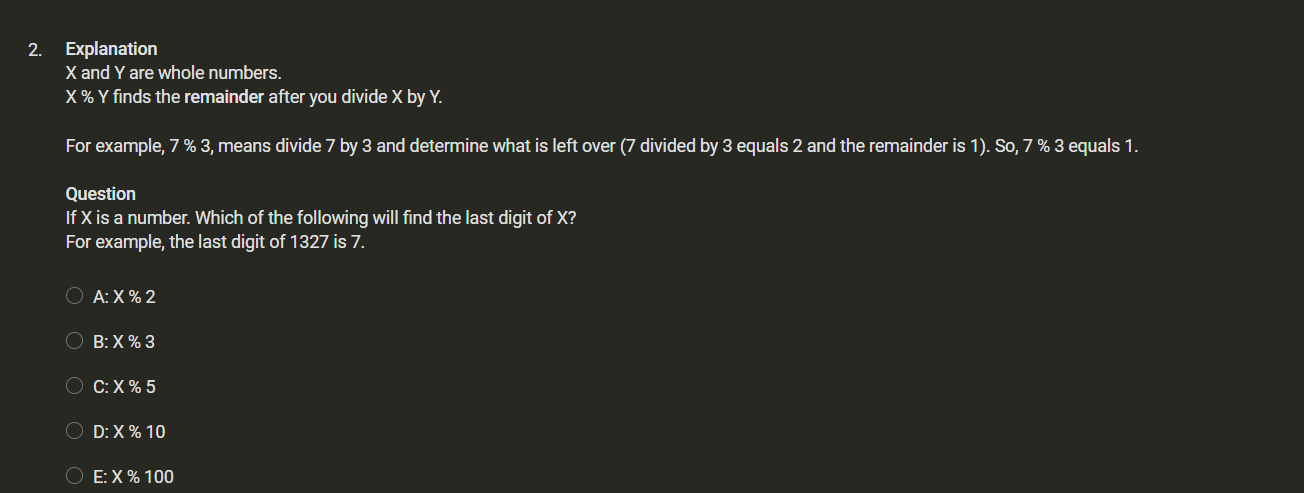 2. Explanation
X and Y are whole numbers.
X % Y finds the remainder after you divide X by Y.
For example, 7 % 3, means divide 7 by 3 and determine what is left over (7 divided by 3 equals 2 and the remainder is 1). So, 7 % 3 equals 1.
Question
If X is a number. Which of the following will find the last digit of X?
For example, the last digit of 1327 is 7.
A: X % 2
B: X % 3
C: X % 5
D: X % 10
E: X % 100